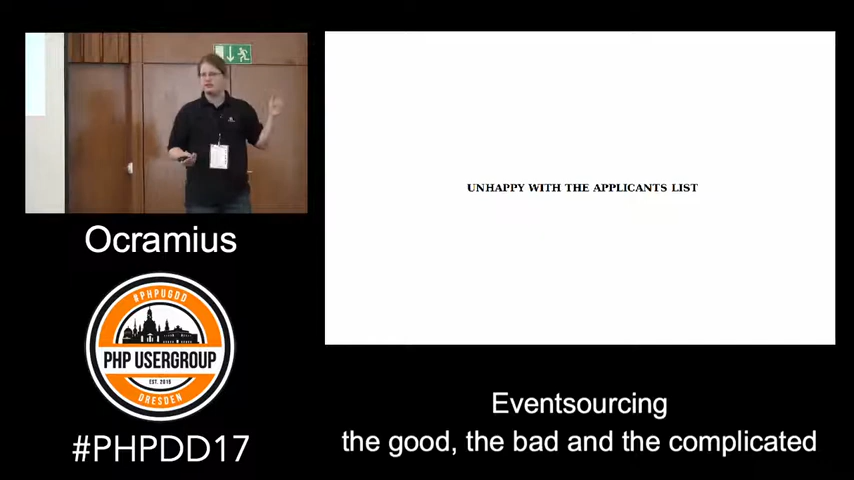 UNHAPPY WITH THE APPLICANTS LIST
Ocramius
#PHPUGDD
PHP USERGROUP
EST. 2015
DRESDEN
#PHPDD17
Eventsourcing
the good, the bad and the complicated